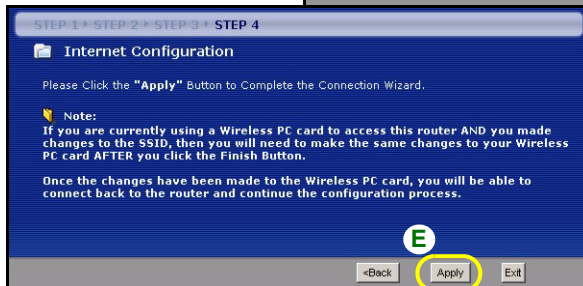 STEP 1 STEP 2 STEP 3 STEP 4
Internet Configuration
Please Click the "Apply" Button to Complete the Connection Wizard.
Note:
If you are currently using a Wireless PC card to access this router AND you made
changes to the SSID, then you will need to make the same changes to your Wireless
PC card AFTER you click the Finish Button.
Once the changes have been made to the Wireless PC card, you will be able to
connect back to the router and continue the configuration process.
E
<Back Apply Exit